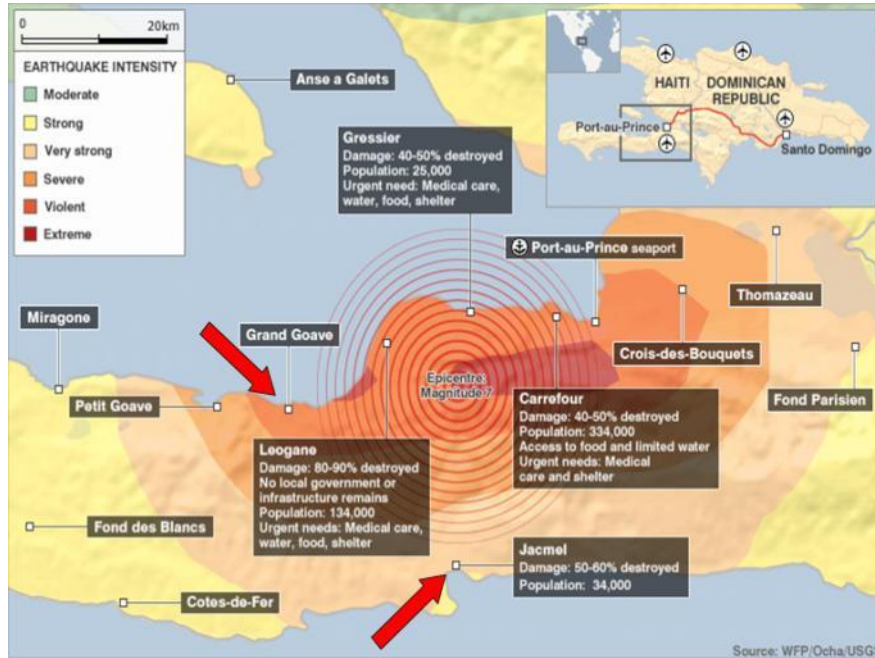 0 20km
EARTHQUAKE INTENSITY
Moderate
Strong
Very strong
Severe
Violent
Extreme
Anse a Galets
HAITI
DOMINICAN
REPUBLIC
Port-au-Prince
Santo Domingo
Gressier
Damage: 40-50% destroyed
Population: 25,000
Urgent need: Medical care,
water, food, shelter
Port-au-Prince seaport
Thomazeau
Miragone
Grand Goave
Crois-des-Bouquets
Petit Goave
Epicentre:
Magnitude 7
Fond Parisien
Carrefour
Damage: 40-50% destroyed
Population: 334,000
Access to food and limited water
Urgent needs: Medical
care and shelter
Leogane
Damage: 80-90% destroyed
No local government or
infrastructure remains
Population: 134,000
Urgent needs: Medical care,
water, food, shelter
Fond des Blancs
Jacmel
Damage: 50-60% destroyed
Population: 34,000
Cotes-de-Fer
Source: WFP/Ocha/USG